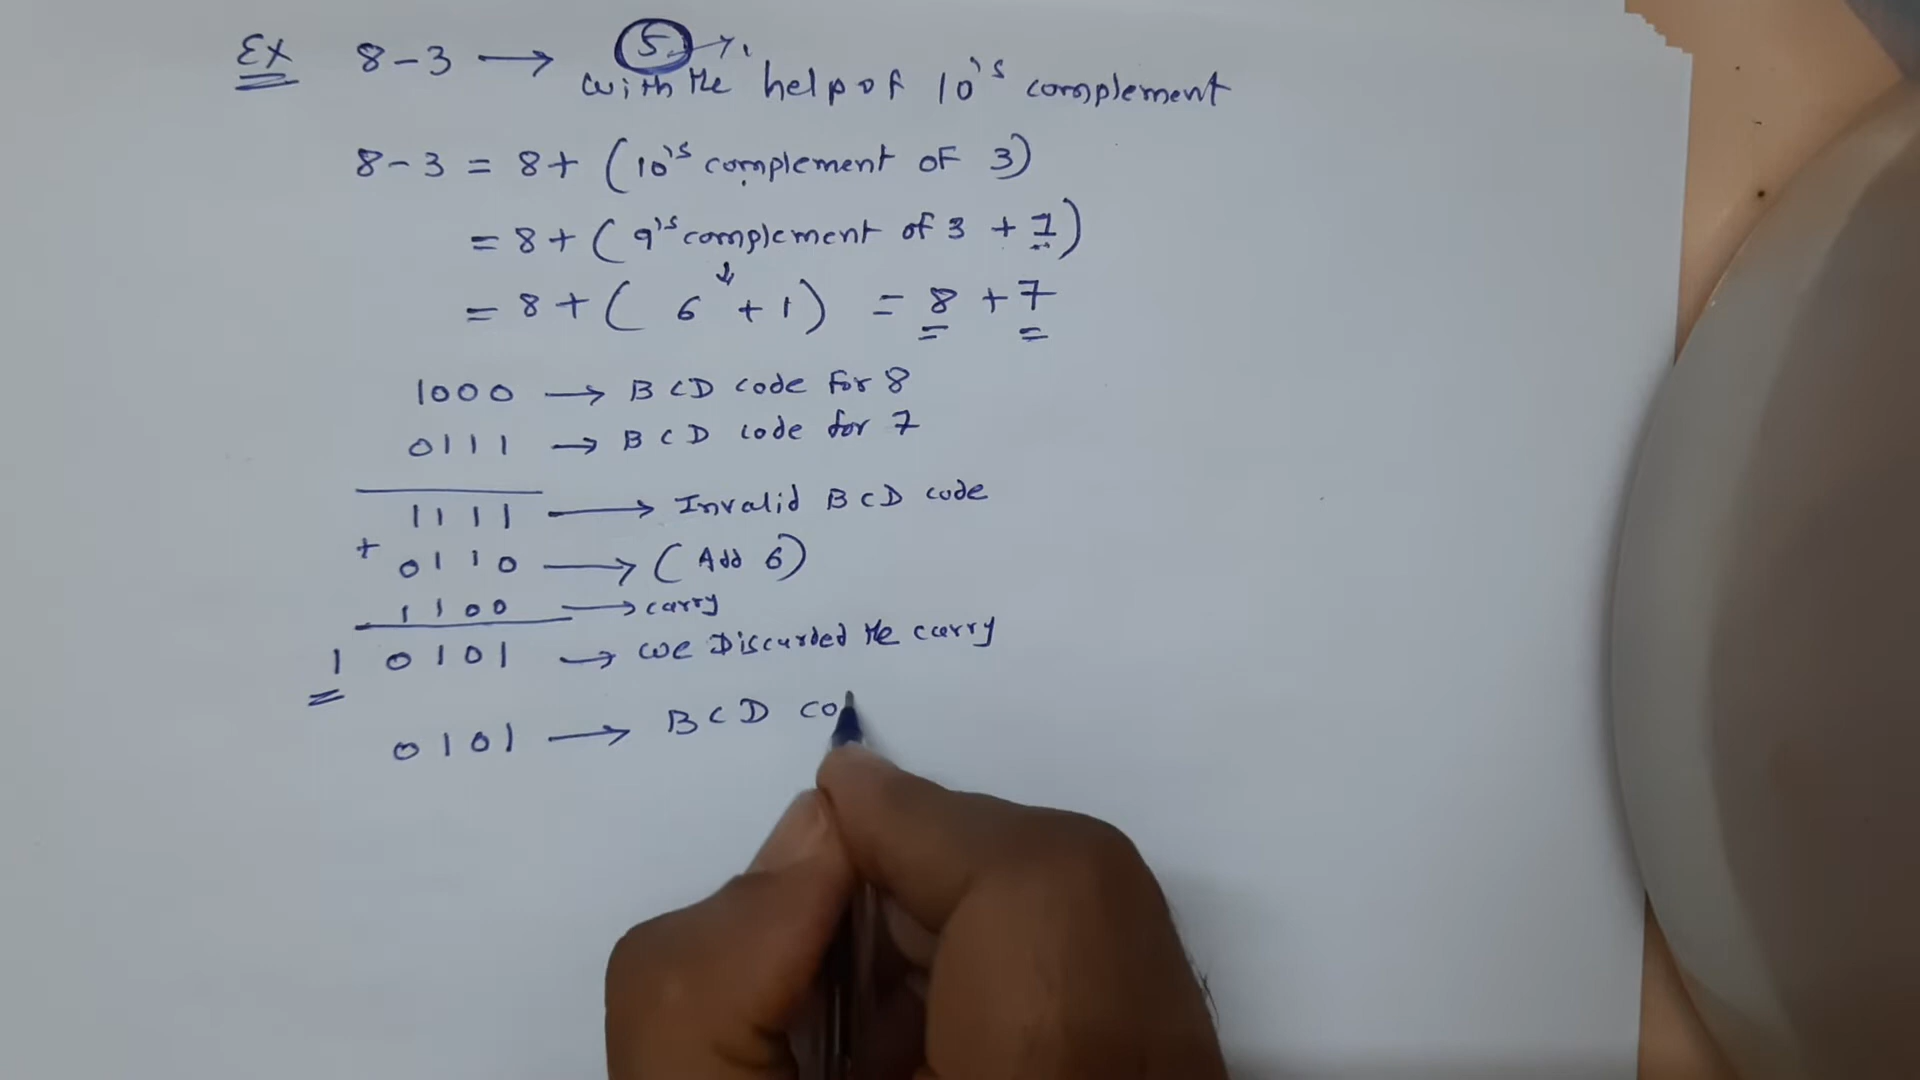 Ex 8-3 → 5 →
with the help of 10's complement
8-3 = 8+ (10's complement of 3)
= 8+ (9's complement of 3 + 1)
= 8+ ( 6 + 1) = 8 + 7
1000 → BCD code for 8
0111 → BCD code for 7
1111 → Invalid BCD code
+ 0110 → (Add 6)
1100 → carry
1 0101 → we Discarded the carry
0101 → BCD co